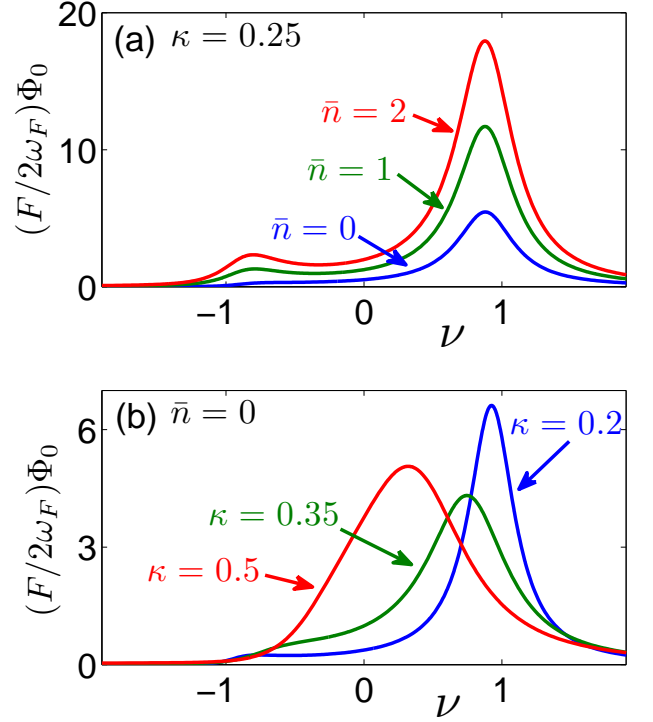 (a) κ = 0.25
(F/2ω_F)Φ_0
20
10
0
n̄ = 2
n̄ = 1
n̄ = 0
−1 0 1
ν
(b) n̄ = 0
(F/2ω_F)Φ_0
6
3
0
κ = 0.2
κ = 0.35
κ = 0.5
−1 0 1
ν